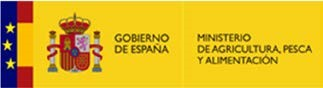 GOBIERNO
DE ESPAÑA
MINISTERIO
DE AGRICULTURA, PESCA
Y ALIMENTACIÓN